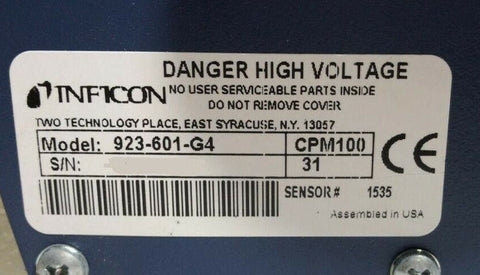 DANGER HIGH VOLTAGE
INFICON
NO USER SERVICEABLE PARTS INSIDE
DO NOT REMOVE COVER
TWO TECHNOLOGY PLACE, EAST SYRACUSE, N.Y. 13057
Model: 923-601-G4 CPM100
S/N: 31
CE
SENSOR# 1535
Assembled in USA